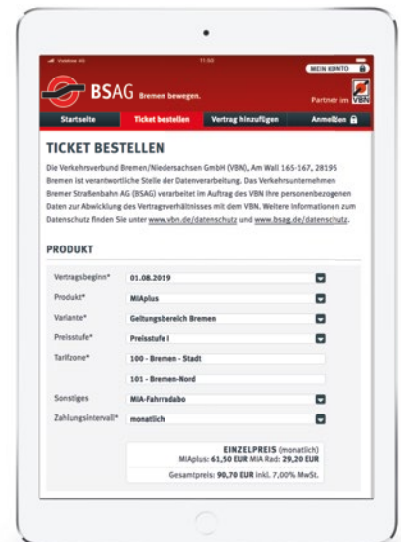 Vodafone
11:50
MEIN KONTO
BSAG Bremen bewegen.
Partner im VBN
Startseite Ticket bestellen Vertrag hinzufügen Anmelden
TICKET BESTELLEN
Die Verkehrsverbund Bremen/Niedersachsen GmbH (VBN), Am Wall 165-167, 28195
Bremen ist verantwortliche Stelle der Datenverarbeitung. Das Verkehrsunternehmen
Bremer Straßenbahn AG (BSAG) verarbeitet im Auftrag des VBN Ihre personenbezogenen
Daten zur Abwicklung des Vertragsverhältnisses mit dem VBN. Weitere Informationen zum
Datenschutz finden Sie unter www.vbn.de/datenschutz und www.bsag.de/datenschutz.
PRODUKT
Vertragsbeginn* 01.08.2019
Produkt* MIAplus
Variante* Geltungsbereich Bremen
Preisstufe* Preisstufe I
Tarifzone* 100 - Bremen - Stadt
101 - Bremen-Nord
Sonstiges MIA-Fahrradabo
Zahlungsintervall* monatlich
EINZELPREIS (monatlich)
MIAplus: 61,50 EUR MIA Rad: 29,20 EUR
Gesamtpreis: 90,70 EUR inkl. 7,00% MwSt.